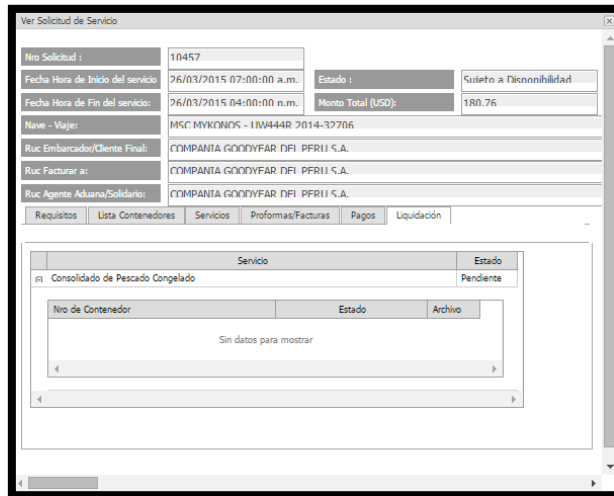 Ver Solicitud de Servicio
Nro Solicitud : 10457
Fecha Hora de Inicio del servicio 26/03/2015 07:00:00 a.m. Estado : Sujeto a Disponibilidad
Fecha Hora de Fin del servicio: 26/03/2015 04:00:00 p.m. Monto Total (USD): 180.76
Nave - Viaje: MSC MYKONOS - UW444R 2014-32706
Ruc Embarcador/Cliente Final: COMPANIA GOODYEAR DEL PERU S.A.
Ruc Facturar a: COMPANIA GOODYEAR DEL PERU S.A.
Ruc Agente Aduana/Solidario: COMPANIA GOODYEAR DEL PERU S.A.
Requisitos Lista Contenedores Servicios Proformas/Facturas Pagos Liquidación
Servicio Estado
Consolidado de Pescado Congelado Pendiente
Nro de Contenedor Estado Archivo
Sin datos para mostrar